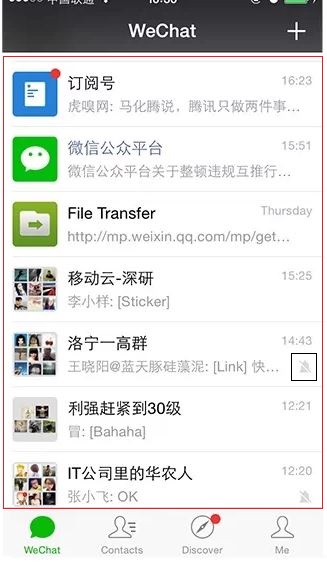 中国联通
WeChat
订阅号
16:23
虎嗅网: 马化腾说，腾讯只做两件事…
微信公众平台
15:51
微信公众平台关于整顿违规互推行…
File Transfer
Thursday
http://mp.weixin.qq.com/mp/get…
移动云-深研
15:25
李小样: [Sticker]
洛宁一高群
14:43
王晓阳@蓝天豚硅藻泥: [Link] 快…
利强赶紧到30级
12:21
冒: [Bahaha]
IT公司里的华农人
12:20
张小飞: OK
WeChat
Contacts
Discover
Me